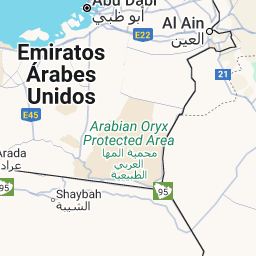 Abu Dabi
أبو ظبي
E22
Al Ain
العين
Emiratos
Árabes
Unidos
21
E45
Arabian Oryx
Protected Area
محمية المها
العربي
الطبيعية
Arada
عرادة
95
Shaybah
الشيبة
95